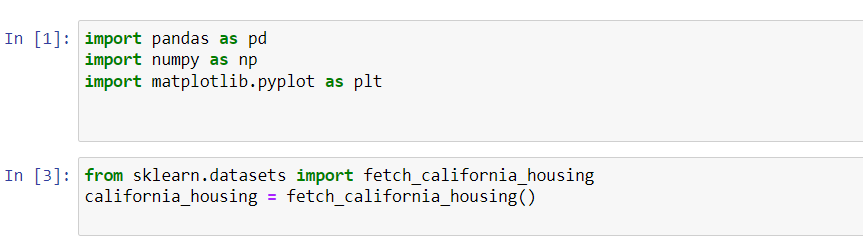 In [1]: import pandas as pd
import numpy as np
import matplotlib.pyplot as plt
In [3]: from sklearn.datasets import fetch_california_housing
california_housing = fetch_california_housing()